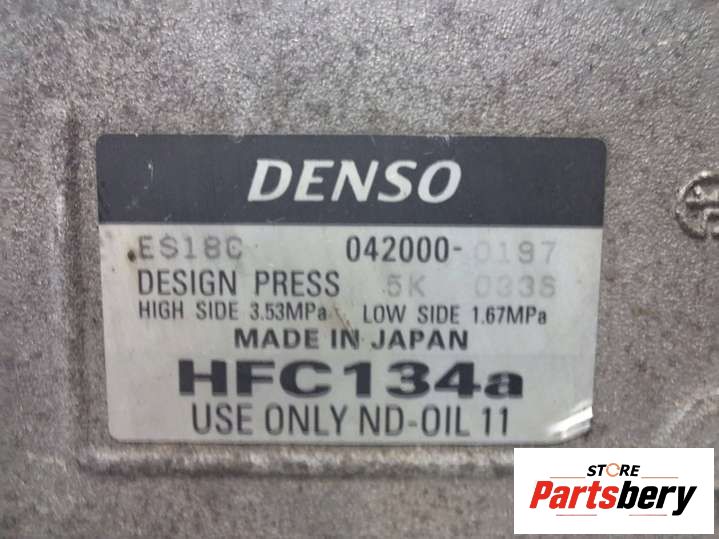 DENSO
ES18C 042000-0197
DESIGN PRESS 5K 033S
HIGH SIDE 3.53MPa LOW SIDE 1.67MPa
MADE IN JAPAN
HFC134a
USE ONLY ND-OIL 11
STORE
Partsbery